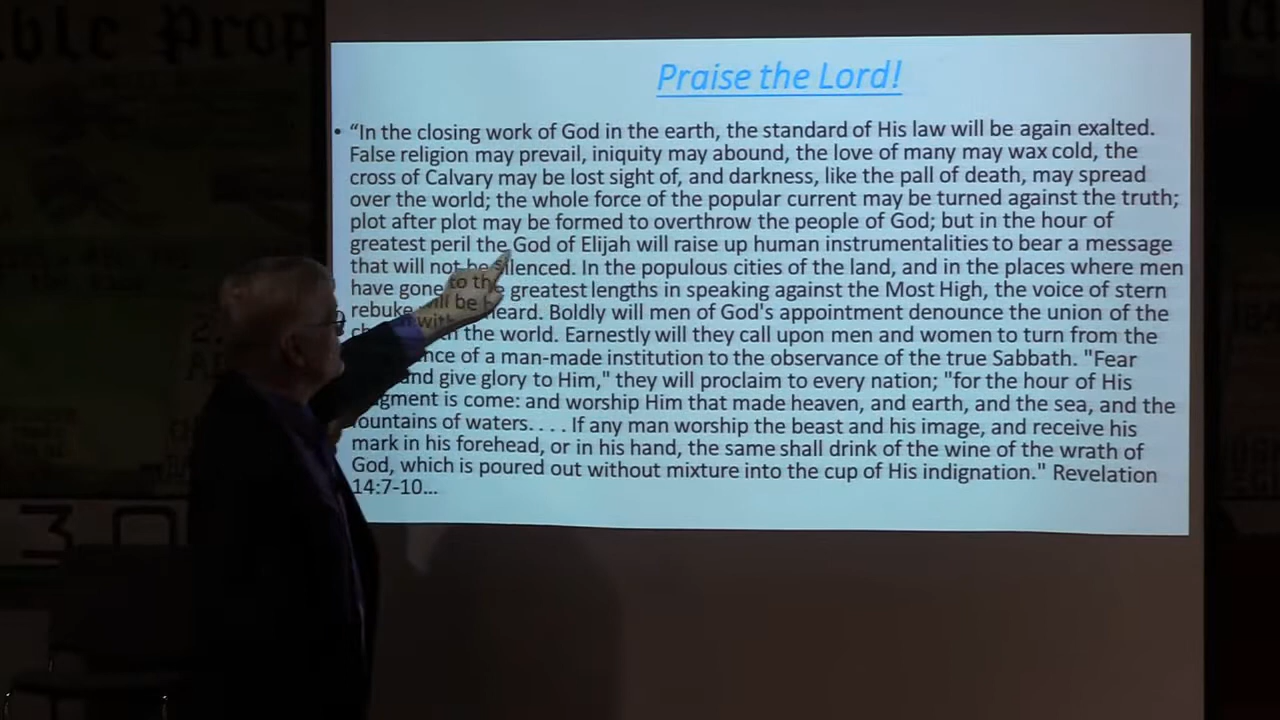 ble Prop
Praise the Lord!
• “In the closing work of God in the earth, the standard of His law will be again exalted.
False religion may prevail, iniquity may abound, the love of many may wax cold, the
cross of Calvary may be lost sight of, and darkness, like the pall of death, may spread
over the world; the whole force of the popular current may be turned against the truth;
plot after plot may be formed to overthrow the people of God; but in the hour of
greatest peril the God of Elijah will raise up human instrumentalities to bear a message
that will not be silenced. In the populous cities of the land, and in the places where men
have gone to the greatest lengths in speaking against the Most High, the voice of stern
rebuke will be heard. Boldly will men of God's appointment denounce the union of the
with the world. Earnestly will they call upon men and women to turn from the
nce of a man-made institution to the observance of the true Sabbath. "Fear
and give glory to Him," they will proclaim to every nation; "for the hour of His
gment is come: and worship Him that made heaven, and earth, and the sea, and the
ountains of waters. . . . If any man worship the beast and his image, and receive his
mark in his forehead, or in his hand, the same shall drink of the wine of the wrath of
God, which is poured out without mixture into the cup of His indignation." Revelation
14:7-10…
30